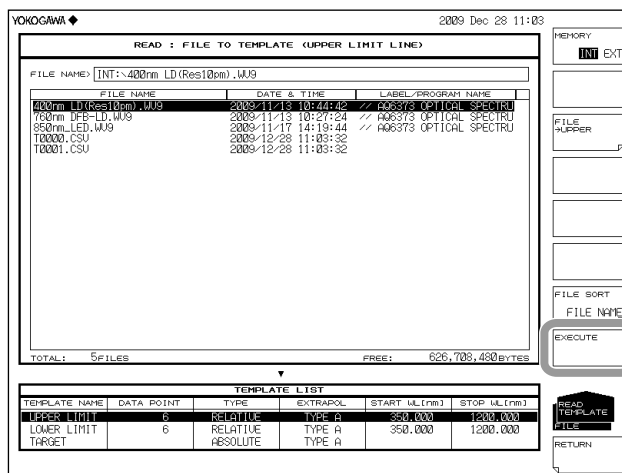 YOKOGAWA ◆ 2009 Dec 28 11:03
READ : FILE TO TEMPLATE (UPPER LIMIT LINE)
FILE NAME> INT:\400nm LD(Res10pm).WV9
FILE NAME DATE & TIME LABEL/PROGRAM NAME
400nm LD(Res10pm).WV9 2009/11/13 10:44:42 // AQ6373 OPTICAL SPECTRU
760nm DFB-LD.WV9 2009/11/13 10:27:24 // AQ6373 OPTICAL SPECTRU
850nm_LED.WV9 2009/11/17 14:19:44 // AQ6373 OPTICAL SPECTRU
T0000.CSV 2009/12/28 11:03:32
T0001.CSV 2009/12/28 11:03:32
TOTAL: 5FILES FREE: 626,708,480BYTES
▼
TEMPLATE LIST
TEMPLATE NAME DATA POINT TYPE EXTRAPOL START WL[nm] STOP WL[nm]
UPPER LIMIT 6 RELATIVE TYPE A 350.000 1200.000
LOWER LIMIT 6 RELATIVE TYPE A 350.000 1200.000
TARGET ABSOLUTE TYPE A
MEMORY
INT EXT
FILE
→UPPER
FILE SORT
FILE NAME
EXECUTE
READ
TEMPLATE
FILE
RETURN